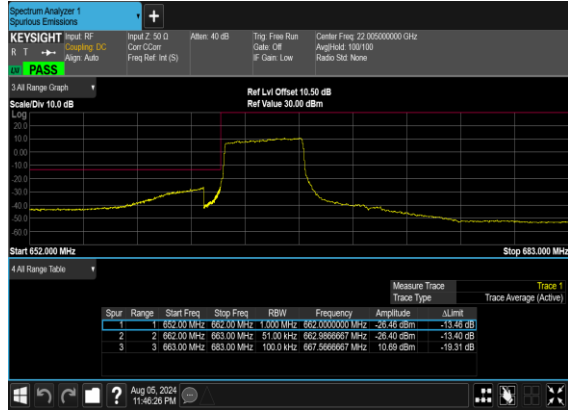 Spectrum Analyzer 1
Spurious Emissions
+
KEYSIGHT Input: RF Input Z: 50 Ω Atten: 40 dB Trig: Free Run Center Freq: 22.005000000 GHz
R T Coupling: DC Corr CCorr Gate: Off Avg|Hold: 100/100
Align: Auto Freq Ref: Int (S) IF Gain: Low Radio Std: None
PASS
3 All Range Graph
Ref Lvl Offset 10.50 dB
Scale/Div 10.0 dB Ref Value 30.00 dBm
Log
20.0
10.0
0.00
-10.0
-20.0
-30.0
-40.0
-50.0
-60.0
Start 652.000 MHz Stop 683.000 MHz
4 All Range Table
Measure Trace Trace 1
Trace Type Trace Average (Active)
Spur Range Start Freq Stop Freq RBW Frequency Amplitude ΔLimit
1 1 652.00 MHz 662.00 MHz 1.000 MHz 662.0000000 MHz -26.46 dBm -13.46 dB
2 2 662.00 MHz 663.00 MHz 51.00 kHz 662.9866667 MHz -26.40 dBm -13.40 dB
3 3 663.00 MHz 683.00 MHz 100.0 kHz 667.5666667 MHz 10.69 dBm -19.31 dB
?
Aug 05, 2024
11:46:26 PM